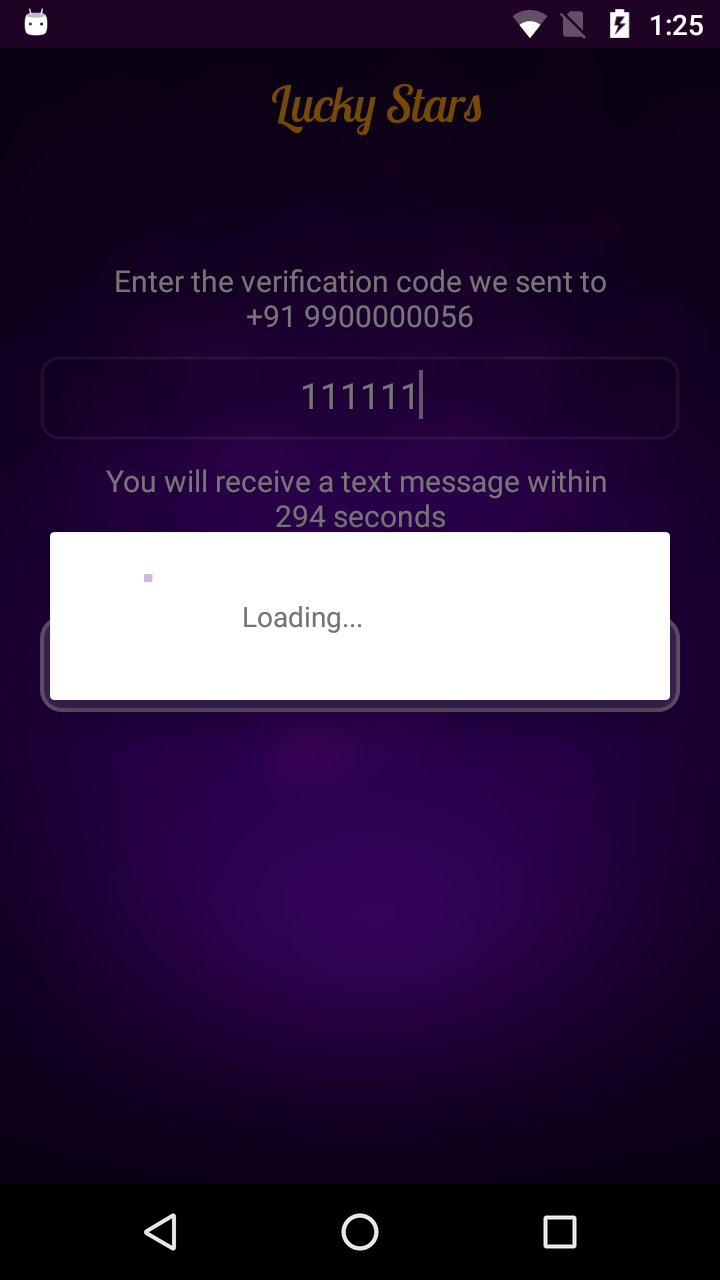 1:25
Lucky Stars
Enter the verification code we sent to
+91 9900000056
111111
You will receive a text message within
294 seconds
Loading...